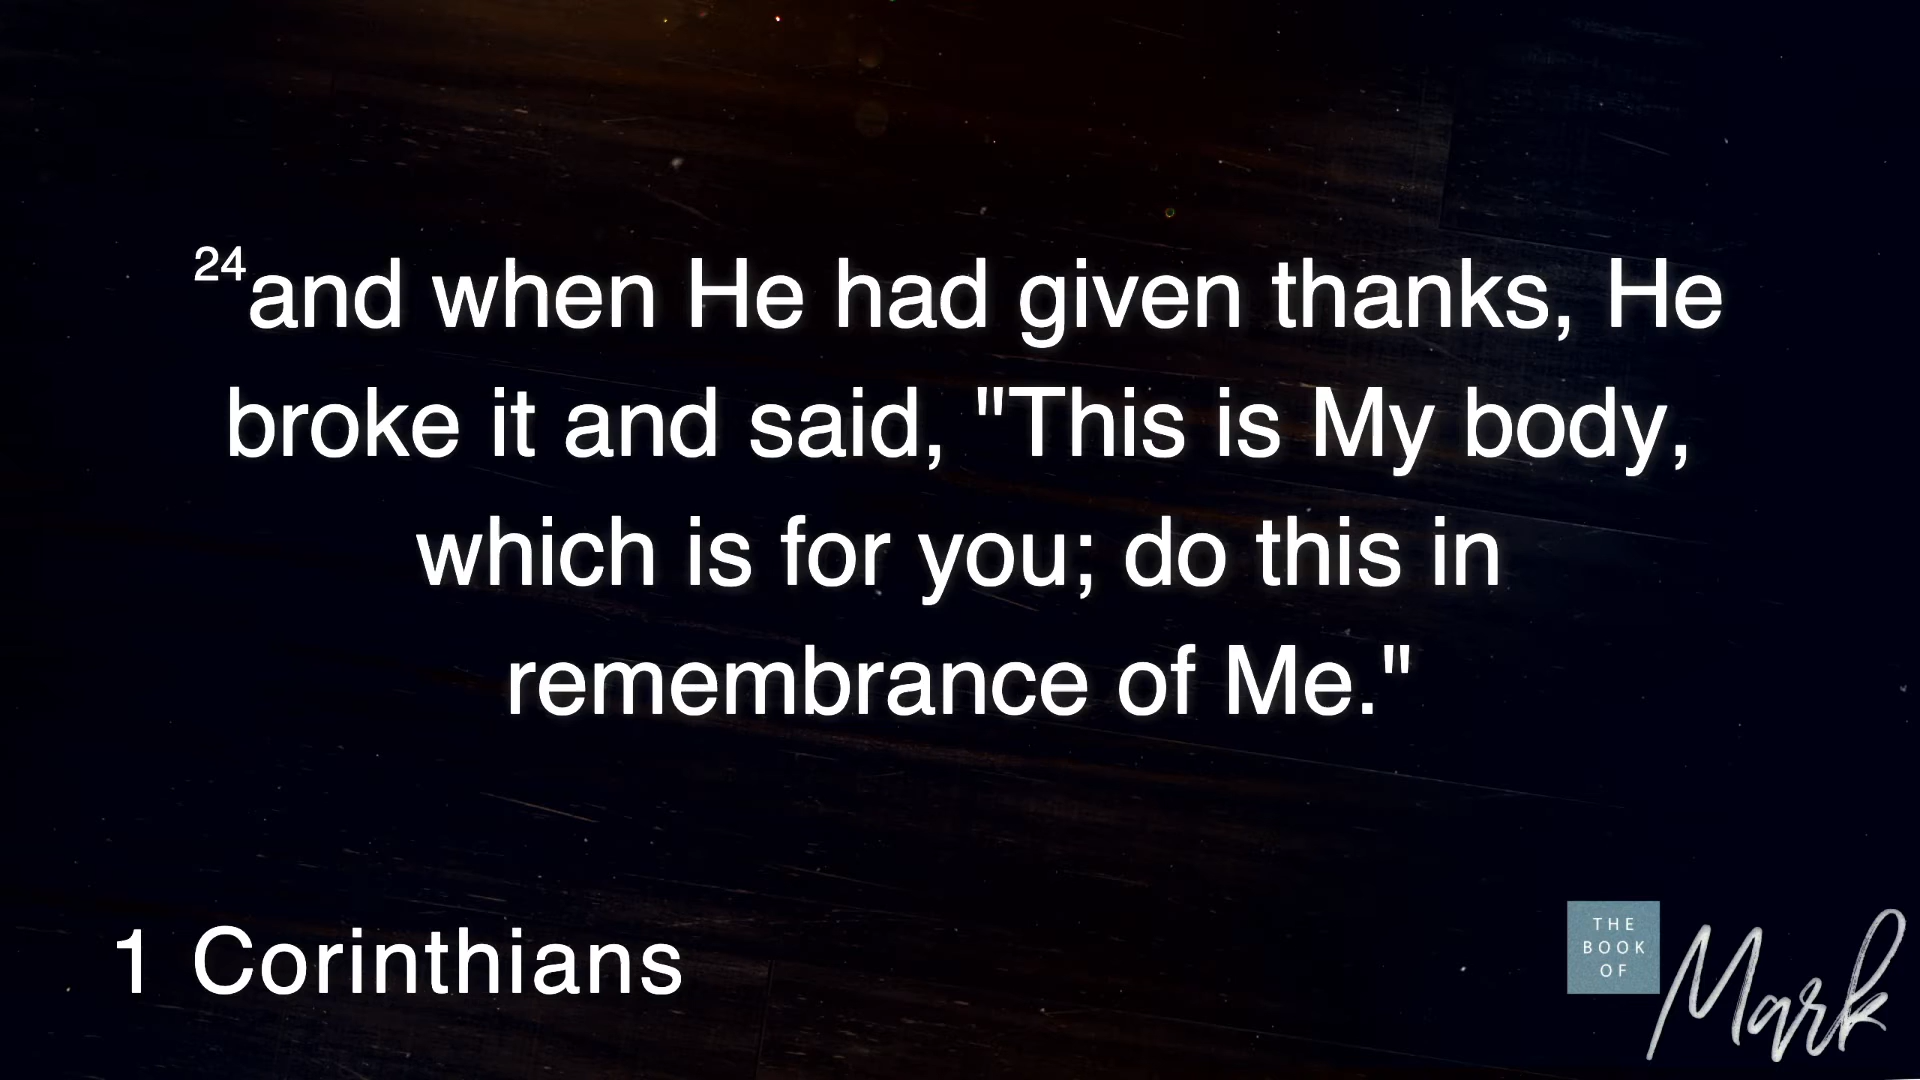 24and when He had given thanks, He
broke it and said, "This is My body,
which is for you; do this in
remembrance of Me."
1 Corinthians
THE
BOOK
OF
Mark